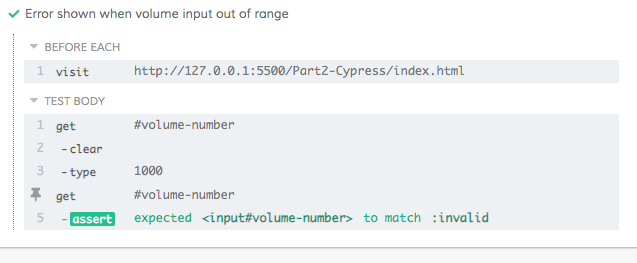 Error shown when volume input out of range
BEFORE EACH
1 visit http://127.0.0.1:5500/Part2-Cypress/index.html
TEST BODY
1 get #volume-number
2 -clear
3 -type 1000
get #volume-number
5 -assert expected <input#volume-number> to match :invalid